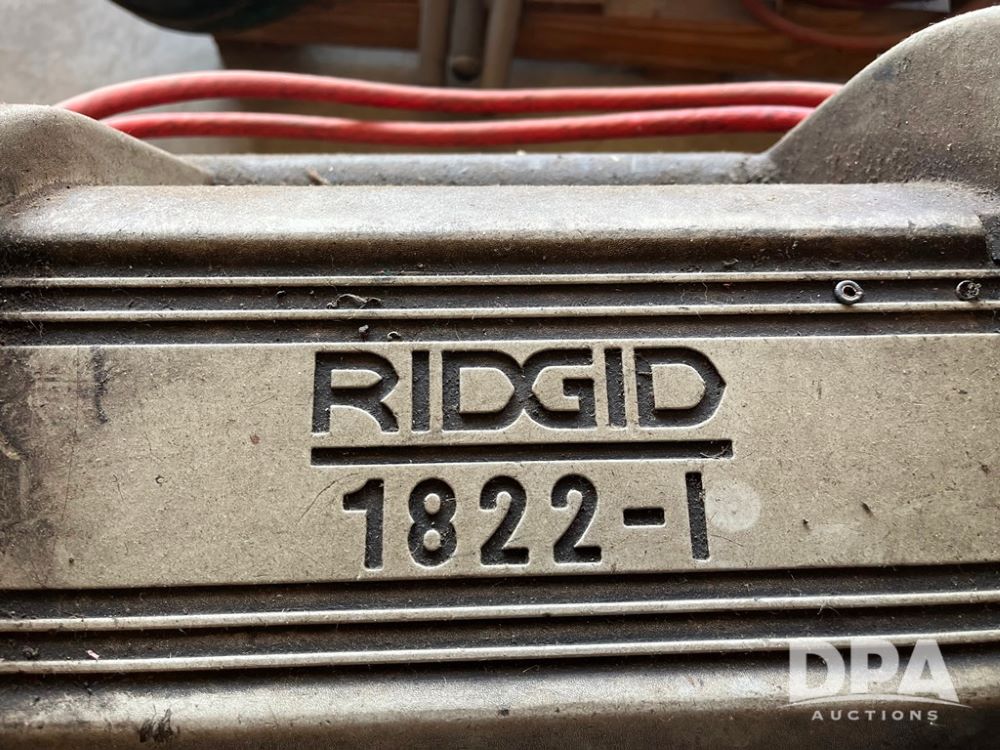 RIDGID
1822-I
DPA
AUCTIONS